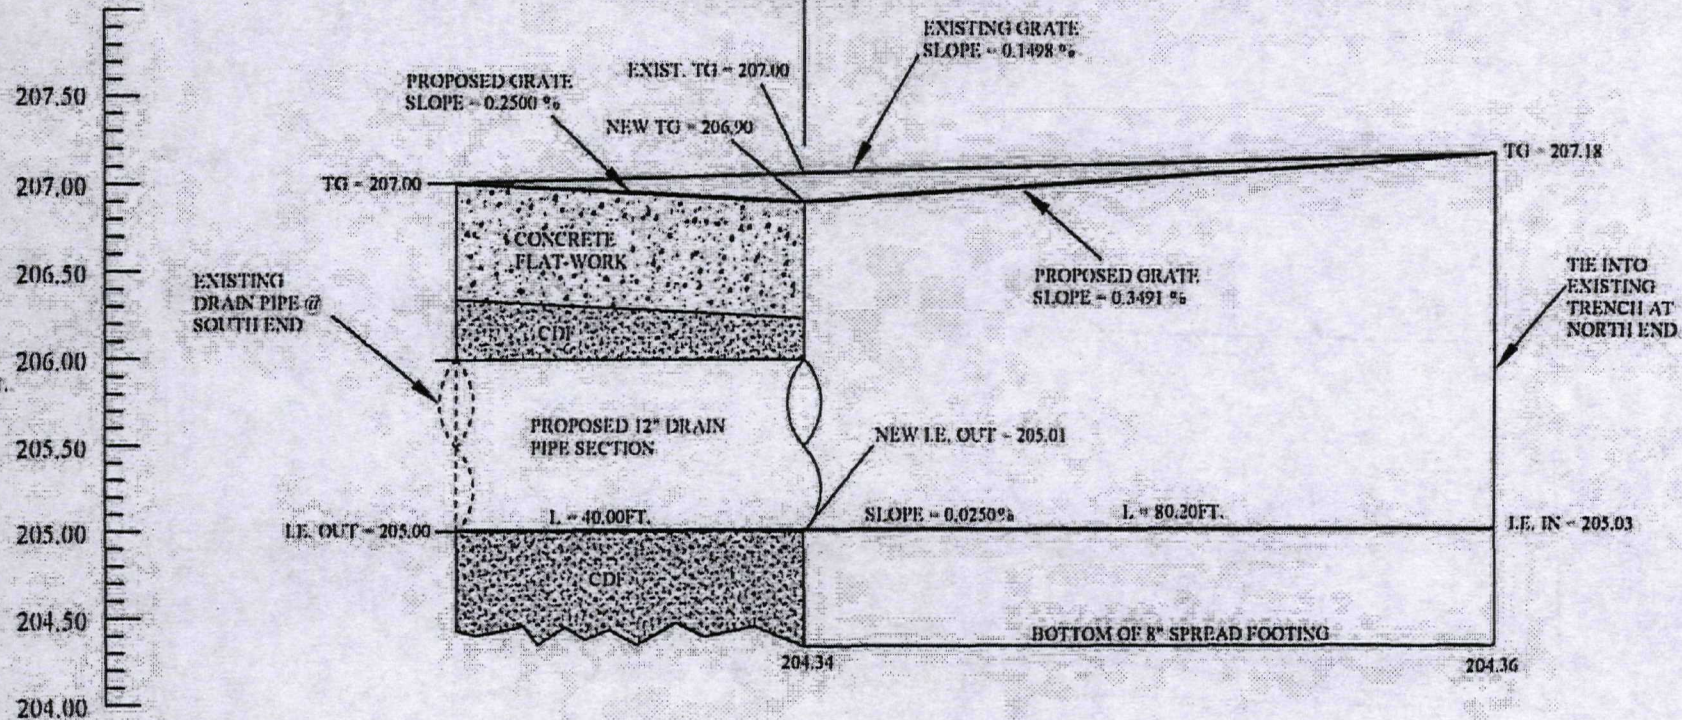 EXISTING GRATE
SLOPE = 0.1498 %
EXIST. TG = 207.00
PROPOSED GRATE
SLOPE = 0.2500 %
NEW TG = 206.90
207.50
TG = 207.18
207.00
TG = 207.00
CONCRETE
FLAT-WORK
PROPOSED GRATE
SLOPE = 0.3491 %
TIE INTO
EXISTING
TRENCH AT
NORTH END
206.50
EXISTING
DRAIN PIPE @
SOUTH END
CDF
206.00
PROPOSED 12" DRAIN
PIPE SECTION
NEW I.E. OUT = 205.01
205.50
L = 40.00FT.
SLOPE = 0.0250%
L = 80.20FT.
205.00
I.E. OUT = 205.00
I.E. IN = 205.03
CDF
204.50
BOTTOM OF 8" SPREAD FOOTING
204.34
204.36
204.00